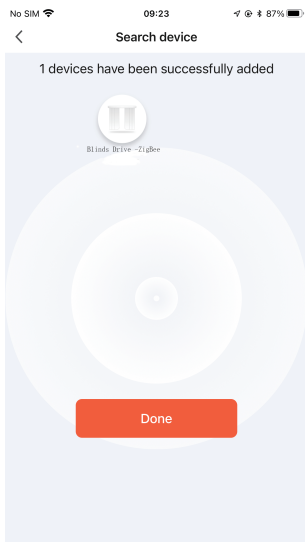 No SIM 09:23 87%
Search device
1 devices have been successfully added
Blinds Drive -ZigBee
Done